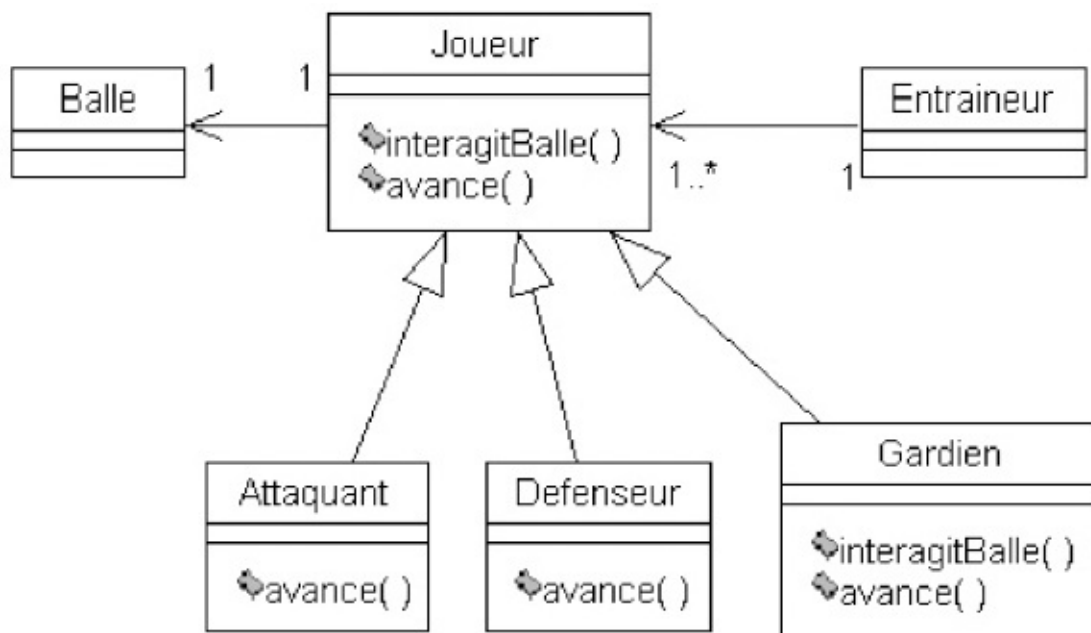 Joueur
Balle
1
1
Entraineur
interagitBalle( )
avance( )
1..*
1
Attaquant
avance( )
Defenseur
avance( )
Gardien
interagitBalle( )
avance( )